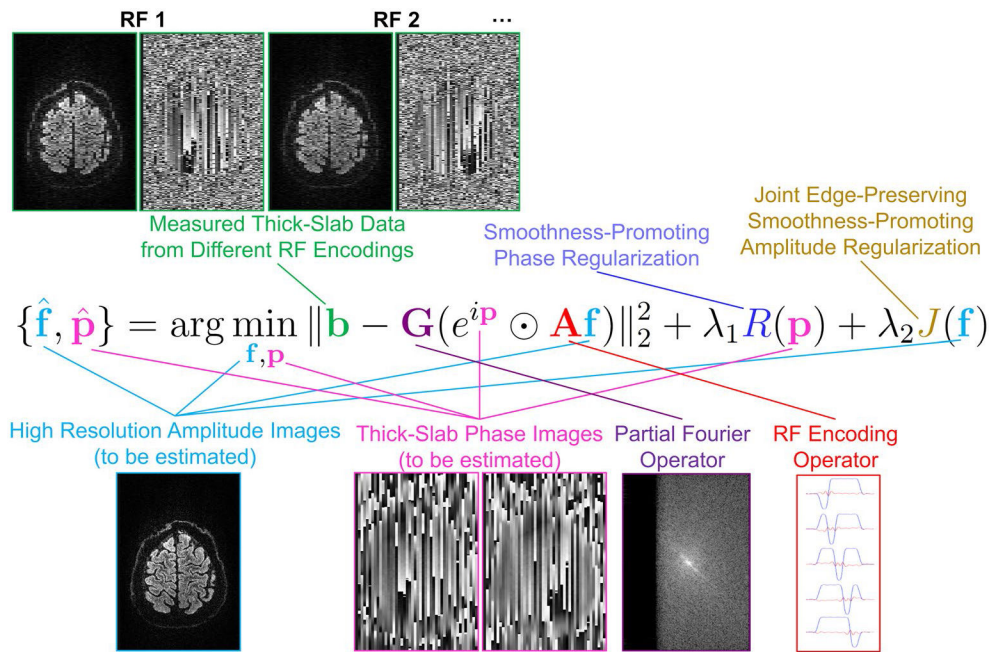 RF 1 RF 2 ...
Measured Thick-Slab Data
from Different RF Encodings
Smoothness-Promoting
Phase Regularization
Joint Edge-Preserving
Smoothness-Promoting
Amplitude Regularization
{f̂, p̂} = arg min ‖b − G(e^{ip} ⊙ Af)‖₂² + λ₁R(p) + λ₂J(f)
f,p
High Resolution Amplitude Images
(to be estimated)
Thick-Slab Phase Images
(to be estimated)
Partial Fourier
Operator
RF Encoding
Operator